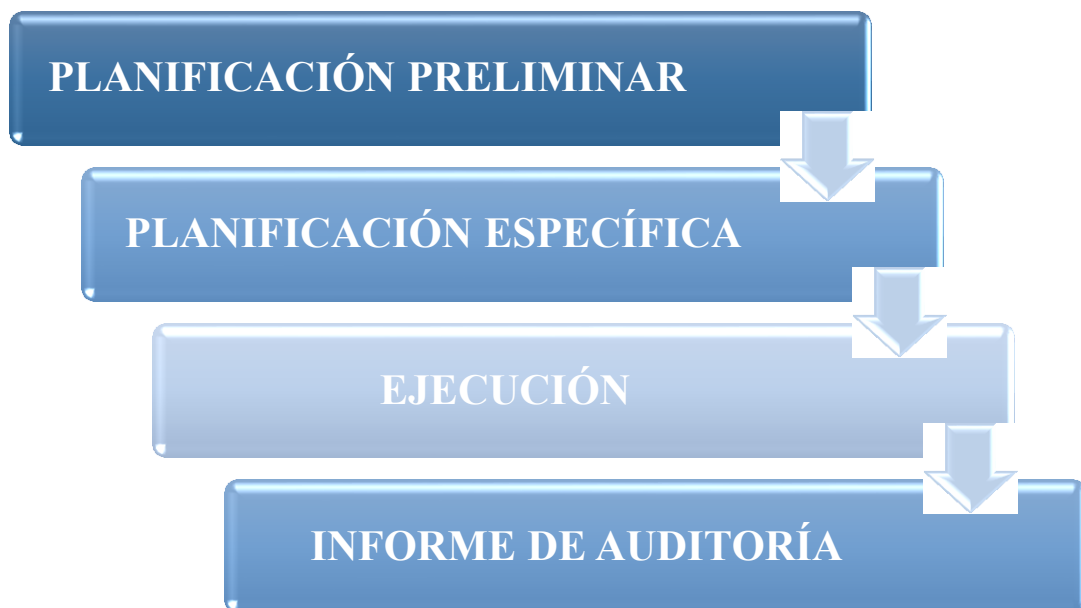 PLANIFICACIÓN PRELIMINAR
PLANIFICACIÓN ESPECÍFICA
EJECUCIÓN
INFORME DE AUDITORÍA